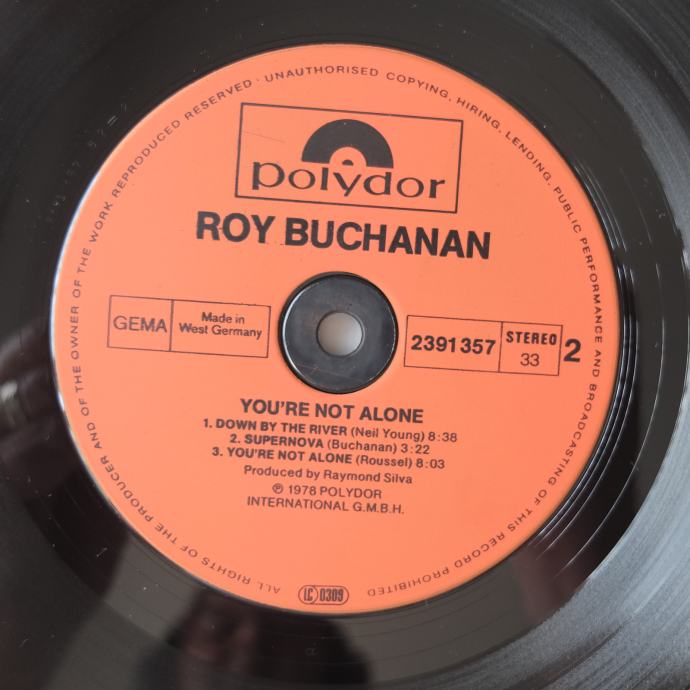 ALL RIGHTS OF THE PRODUCER AND OF THE OWNER OF THE WORK REPRODUCED RESERVED · UNAUTHORISED COPYING, HIRING, LENDING, PUBLIC PERFORMANCE AND BROADCASTING OF THIS RECORD PROHIBITED
polydor
ROY BUCHANAN
GEMA
Made in
West Germany
2391 357
STEREO
33
2
YOU'RE NOT ALONE
1. DOWN BY THE RIVER (Neil Young) 8:38
2. SUPERNOVA (Buchanan) 3:22
3. YOU'RE NOT ALONE (Roussel) 8:03
Produced by Raymond Silva
℗ 1978 POLYDOR
INTERNATIONAL G.M.B.H.
LC 0309